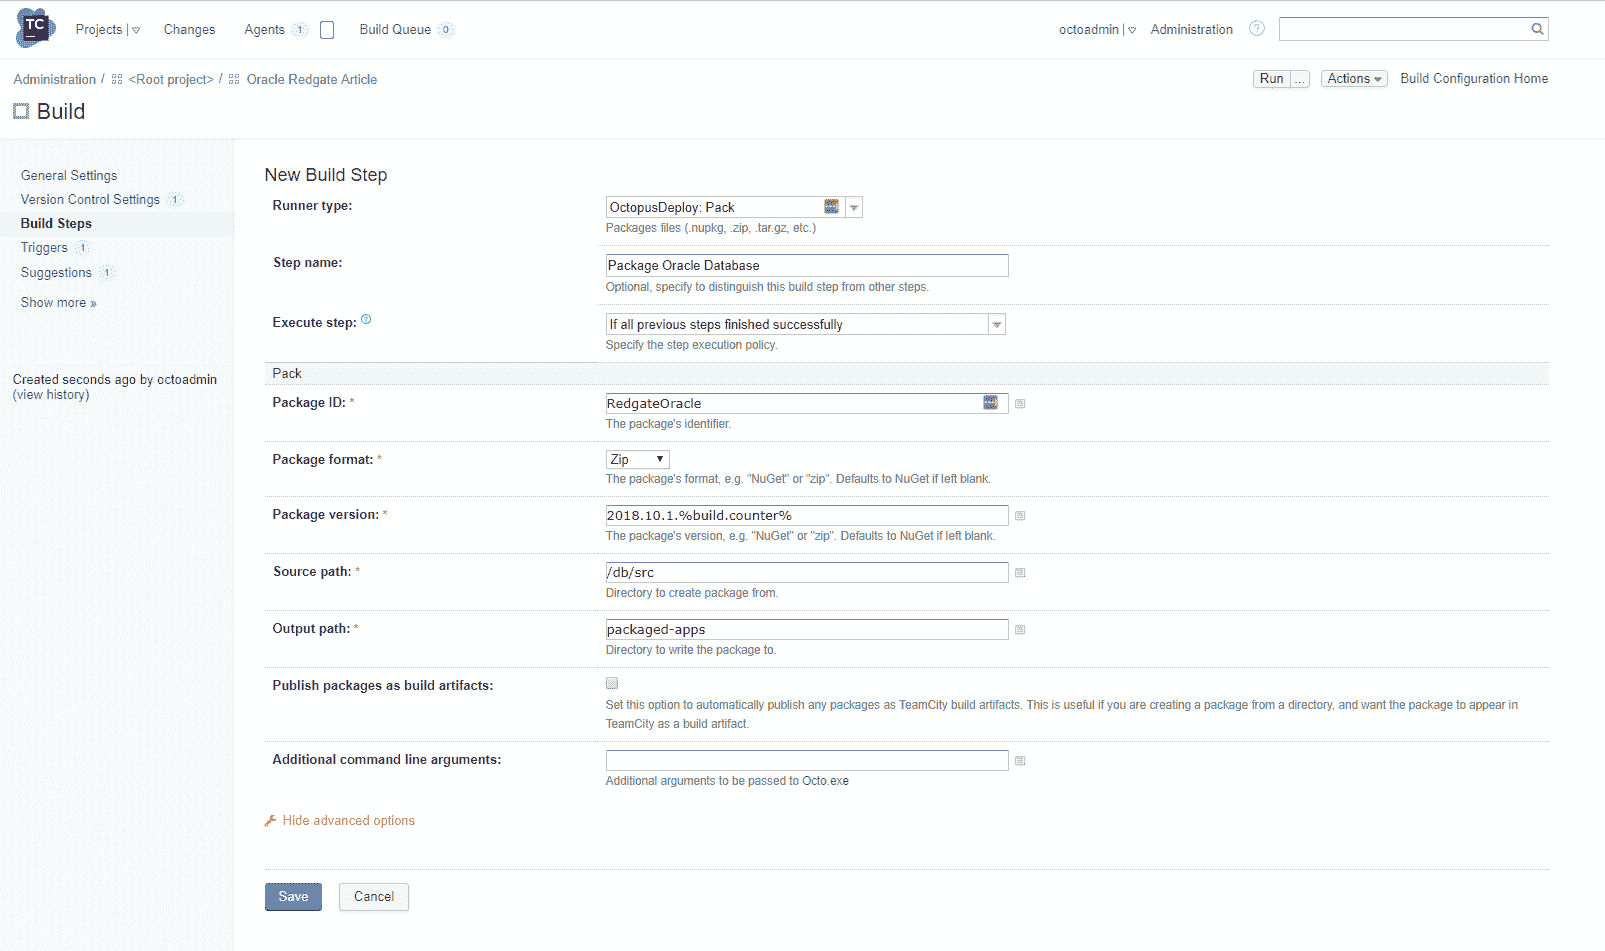 TC Projects Changes Agents 1 Build Queue 0 octoadmin Administration ?
Administration / <Root project> / Oracle Redgate Article Run ... Actions Build Configuration Home
Build
General Settings
Version Control Settings 1
Build Steps
Triggers 1
Suggestions 1
Show more »
Created seconds ago by octoadmin
(view history)
New Build Step
Runner type: OctopusDeploy: Pack
Packages files (.nupkg, .zip, .tar.gz, etc.)
Step name: Package Oracle Database
Optional, specify to distinguish this build step from other steps.
Execute step: ? If all previous steps finished successfully
Specify the step execution policy.
Pack
Package ID: * RedgateOracle
The package's identifier.
Package format: * Zip
The package's format, e.g. "NuGet" or "zip". Defaults to NuGet if left blank.
Package version: * 2018.10.1.%build.counter%
The package's version, e.g. "NuGet" or "zip". Defaults to NuGet if left blank.
Source path: * /db/src
Directory to create package from.
Output path: * packaged-apps
Directory to write the package to.
Publish packages as build artifacts:
Set this option to automatically publish any packages as TeamCity build artifacts. This is useful if you are creating a package from a directory, and want the package to appear in
TeamCity as a build artifact.
Additional command line arguments:
Additional arguments to be passed to Octo.exe
Hide advanced options
Save Cancel